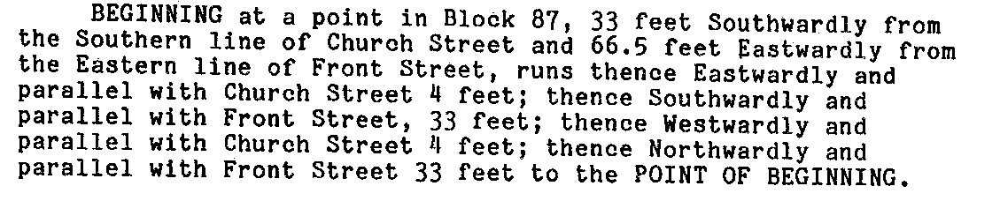 BEGINNING at a point in Block 87, 33 feet Southwardly from
the Southern line of Church Street and 66.5 feet Eastwardly from
the Eastern line of Front Street, runs thence Eastwardly and
parallel with Church Street 4 feet; thence Southwardly and
parallel with Front Street, 33 feet; thence Westwardly and
parallel with Church Street 4 feet; thence Northwardly and
parallel with Front Street 33 feet to the POINT OF BEGINNING.